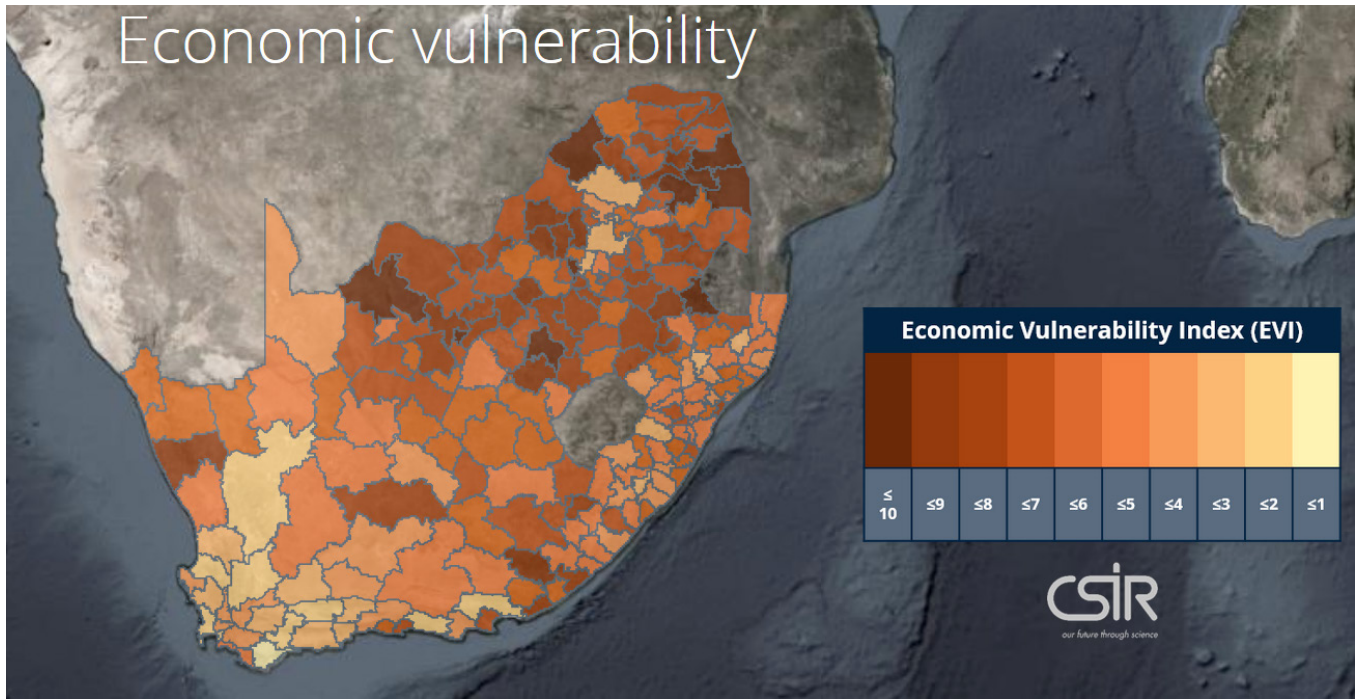 Economic vulnerability
Economic Vulnerability Index (EVI)
≤
10
≤9
≤8
≤7
≤6
≤5
≤4
≤3
≤2
≤1
CSIR
our future through science